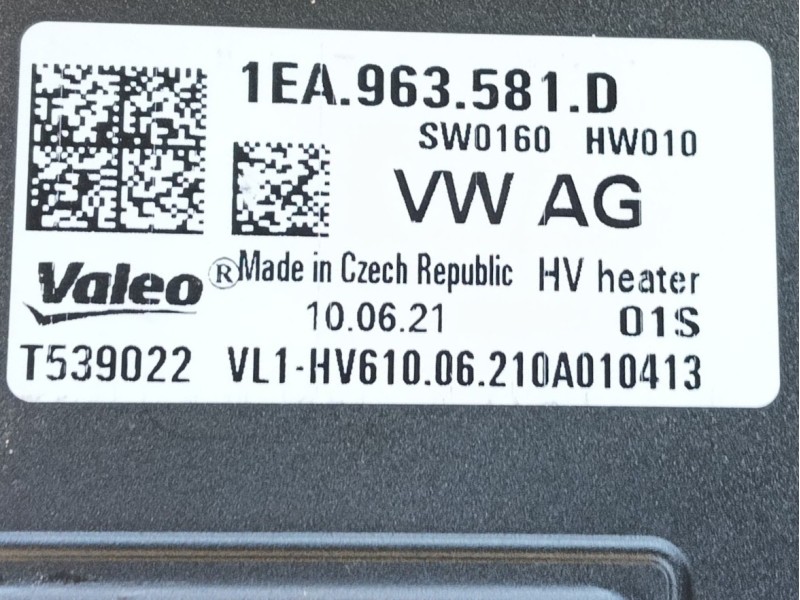 1EA.963.581.D
SW0160 HW010
VW AG
Valeo ® Made in Czech Republic HV heater
10.06.21 01S
T539022 VL1-HV610.06.210A010413